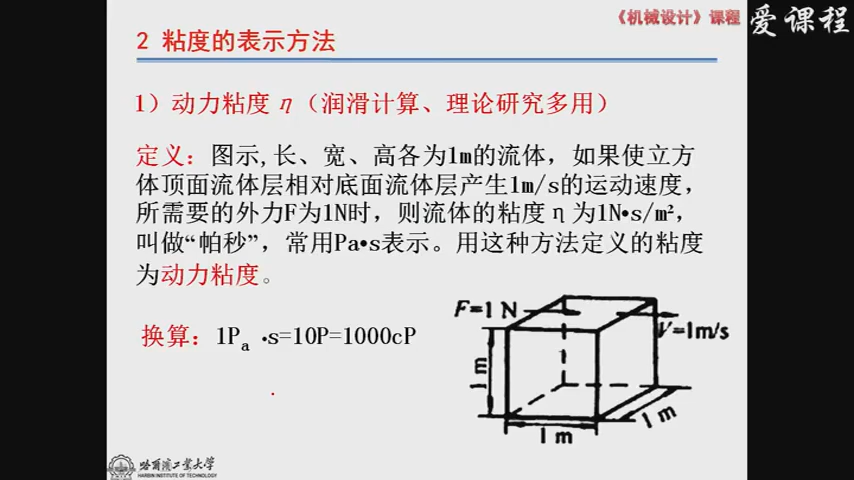 《机械设计》课程
爱课程
2 粘度的表示方法
1）动力粘度 η（润滑计算、理论研究多用）
定义：图示,长、宽、高各为1m的流体，如果使立方
体顶面流体层相对底面流体层产生1m/s的运动速度，
所需要的外力F为1N时，则流体的粘度η为1N•s/m²，
叫做“帕秒”，常用Pa•s表示。用这种方法定义的粘度
为动力粘度。
换算：1Pa •s=10P=1000cP
F=1 N
V=1m/s
1 m
1 m
1 m
哈尔滨工业大学
HARBIN INSTITUTE OF TECHNOLOGY